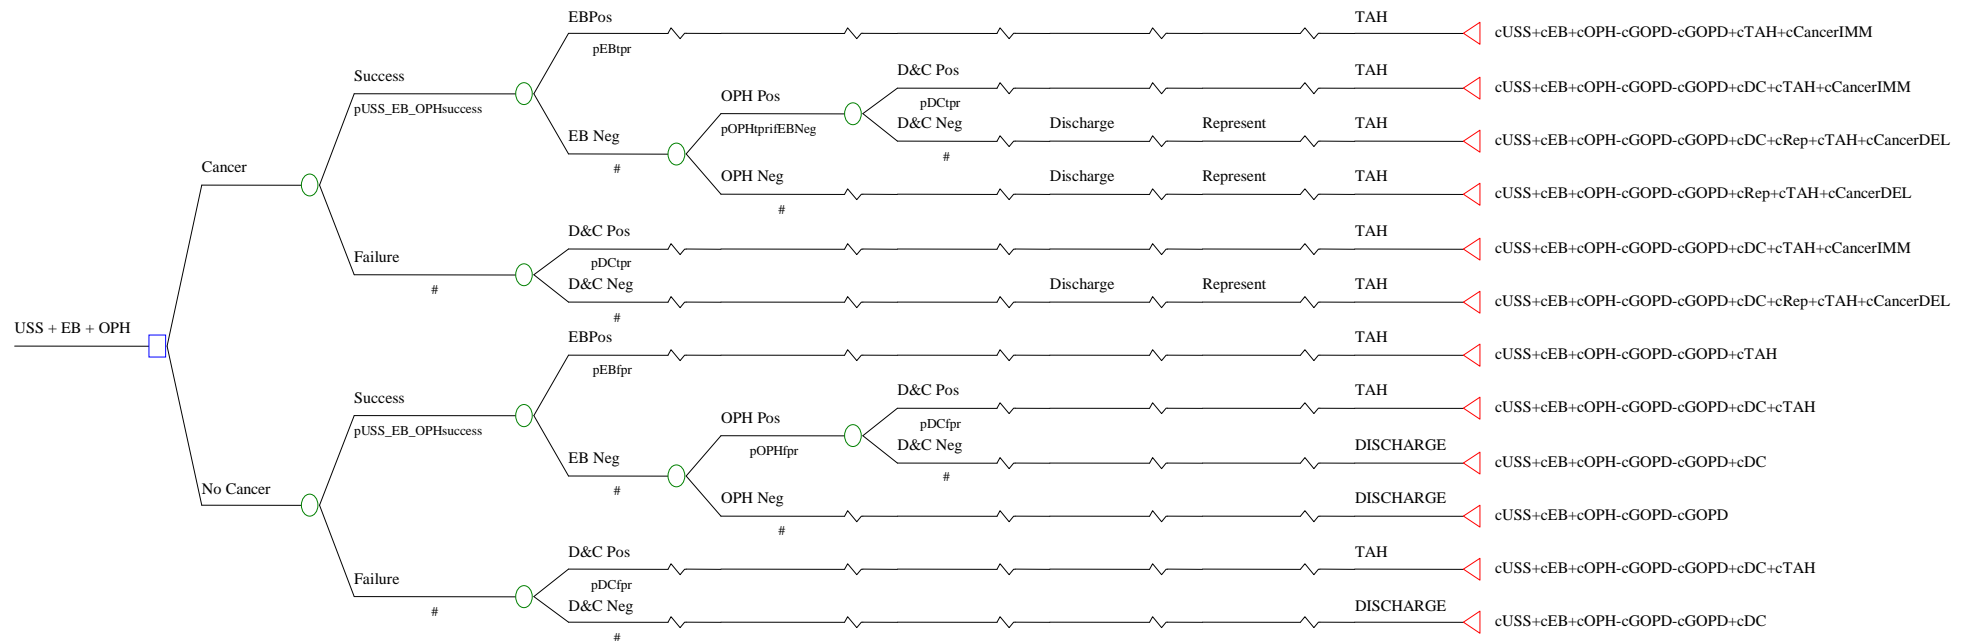 EBPos
TAH
cUSS+cEB+cOPH-cGOPD-cGOPD+cTAH+cCancerIMM
pEBtpr
Success
D&C Pos
TAH
cUSS+cEB+cOPH-cGOPD-cGOPD+cDC+cTAH+cCancerIMM
pUSS_EB_OPHsuccess
OPH Pos
pDCtpr
EB Neg
pOPHtprifEBNeg
D&C Neg
Discharge
Represent
TAH
cUSS+cEB+cOPH-cGOPD-cGOPD+cDC+cRep+cTAH+cCancerDEL
#
#
Cancer
OPH Neg
Discharge
Represent
TAH
cUSS+cEB+cOPH-cGOPD-cGOPD+cRep+cTAH+cCancerDEL
#
D&C Pos
TAH
cUSS+cEB+cOPH-cGOPD-cGOPD+cDC+cTAH+cCancerIMM
Failure
pDCtpr
#
D&C Neg
Discharge
Represent
TAH
cUSS+cEB+cOPH-cGOPD-cGOPD+cDC+cRep+cTAH+cCancerDEL
#
USS + EB + OPH
EBPos
TAH
cUSS+cEB+cOPH-cGOPD-cGOPD+cTAH
pEBfpr
Success
D&C Pos
TAH
cUSS+cEB+cOPH-cGOPD-cGOPD+cDC+cTAH
pUSS_EB_OPHsuccess
OPH Pos
pDCfpr
EB Neg
pOPHfpr
D&C Neg
DISCHARGE
cUSS+cEB+cOPH-cGOPD-cGOPD+cDC
#
#
No Cancer
OPH Neg
DISCHARGE
cUSS+cEB+cOPH-cGOPD-cGOPD
#
D&C Pos
TAH
cUSS+cEB+cOPH-cGOPD-cGOPD+cDC+cTAH
Failure
pDCfpr
#
D&C Neg
DISCHARGE
cUSS+cEB+cOPH-cGOPD-cGOPD+cDC
#